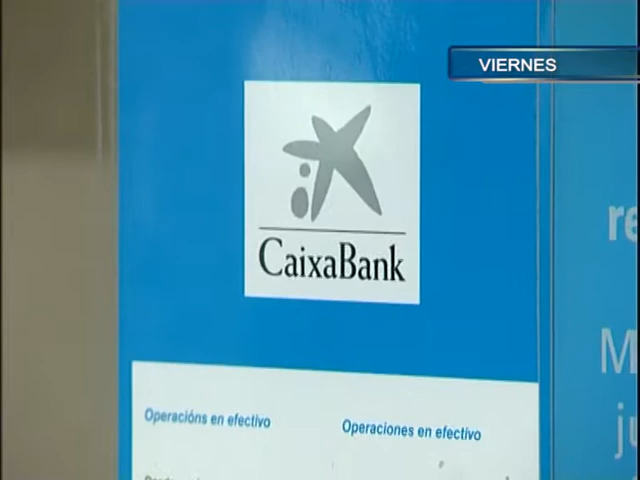 VIERNES
CaixaBank
Operacións en efectivo
Operaciones en efectivo